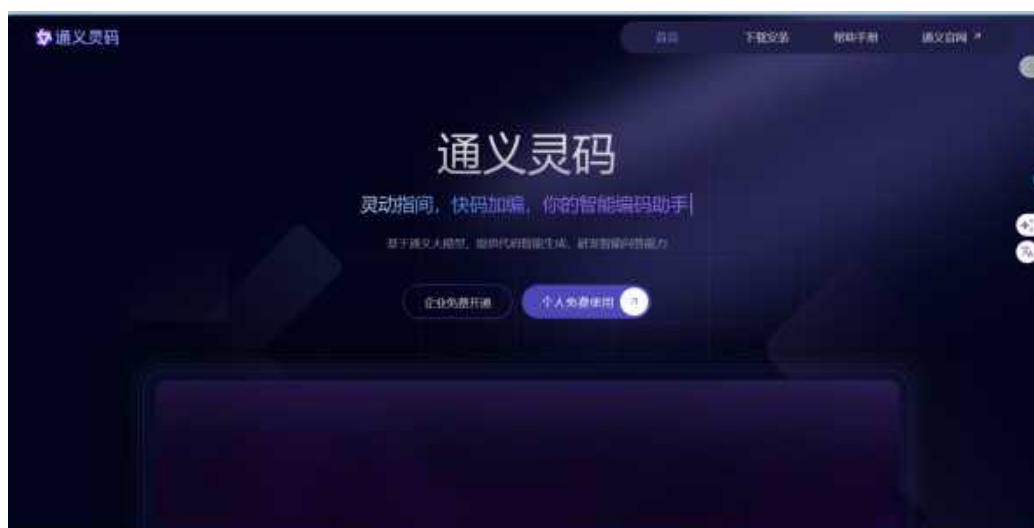 通义灵码
首页
下载安装
帮助手册
通义官网
通义灵码
灵动指间，快码加编，你的智能编码助手
基于通义大模型，提供代码智能生成、研发智能问答能力
企业免费开通
个人免费使用